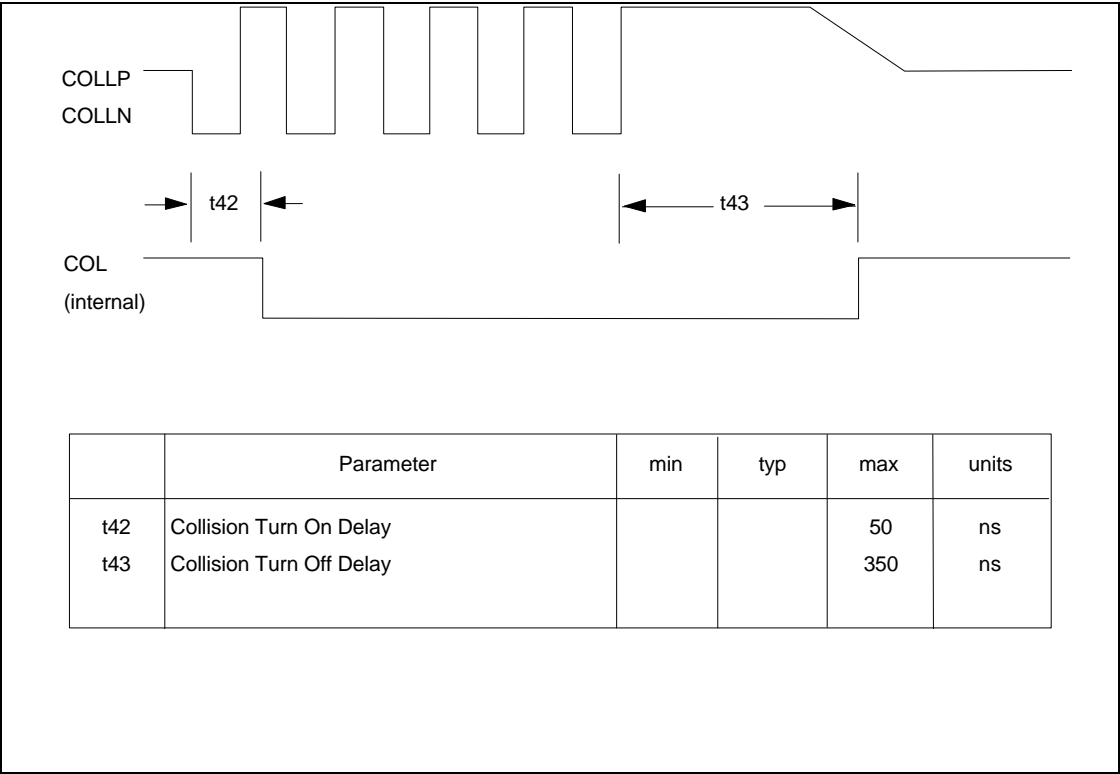 COLLP
COLLN
t42
t43
COL
(internal)
Parameter min typ max units
t42 Collision Turn On Delay 50 ns
t43 Collision Turn Off Delay 350 ns